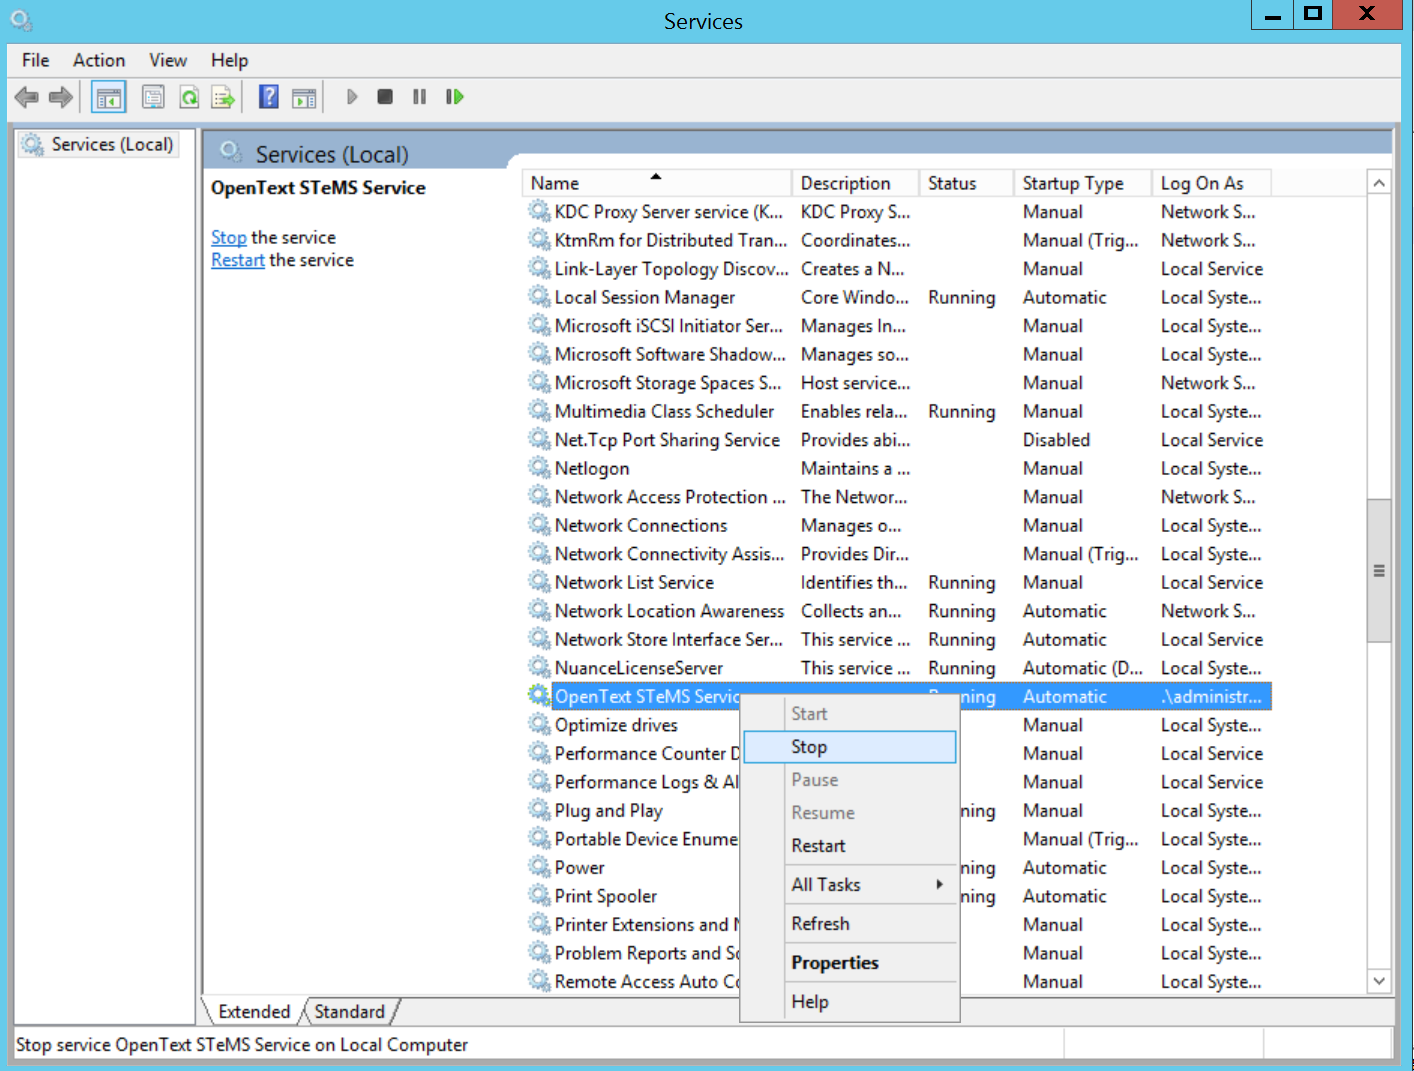 Services
File Action View Help
Services (Local)
Services (Local)
OpenText STeMS Service
Stop the service
Restart the service
Name Description Status Startup Type Log On As
KDC Proxy Server service (K... KDC Proxy S... Manual Network S...
KtmRm for Distributed Tran... Coordinates... Manual (Trig... Network S...
Link-Layer Topology Discov... Creates a N... Manual Local Service
Local Session Manager Core Windo... Running Automatic Local Syste...
Microsoft iSCSI Initiator Ser... Manages In... Manual Local Syste...
Microsoft Software Shadow... Manages so... Manual Local Syste...
Microsoft Storage Spaces S... Host service... Manual Network S...
Multimedia Class Scheduler Enables rela... Running Manual Local Syste...
Net.Tcp Port Sharing Service Provides abi... Disabled Local Service
Netlogon Maintains a ... Manual Local Syste...
Network Access Protection ... The Networ... Manual Network S...
Network Connections Manages o... Manual Local Syste...
Network Connectivity Assis... Provides Dir... Manual (Trig... Local Syste...
Network List Service Identifies th... Running Manual Local Service
Network Location Awareness Collects an... Running Automatic Network S...
Network Store Interface Ser... This service ... Running Automatic Local Service
NuanceLicenseServer This service ... Running Automatic (D... Local Syste...
OpenText STeMS Servic Running Automatic .\administr...
Optimize drives Manual Local Syste...
Performance Counter D Manual Local Service
Performance Logs & Al Manual Local Service
Plug and Play ning Manual Local Syste...
Portable Device Enume Manual (Trig... Local Syste...
Power ning Automatic Local Syste...
Print Spooler ning Automatic Local Syste...
Printer Extensions and N Manual Local Syste...
Problem Reports and So Manual Local Syste...
Remote Access Auto Co Manual Local Syste...
Start
Stop
Pause
Resume
Restart
All Tasks
Refresh
Properties
Help
Extended Standard
Stop service OpenText STeMS Service on Local Computer